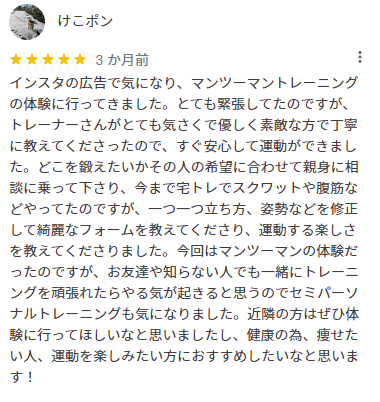 けこポン
★★★★★ 3 か月前
インスタの広告で気になり、マンツーマントレーニング
の体験に行ってきました。とても緊張してたのですが、
トレーナーさんがとても気さくで優しく素敵な方で丁寧
に教えてくださったので、すぐ安心して運動ができまし
た。どこを鍛えたいかその人の希望に合わせて親身に相
談に乗って下さり、今まで宅トレでスクワットや腹筋な
どやってたのですが、一つ一つ立ち方、姿勢などを修正
して綺麗なフォームを教えてくださり、運動する楽しさ
を教えてくださりました。今回はマンツーマンの体験だ
ったのですが、お友達や知らない人でも一緒にトレーニ
ングを頑張れたらやる気が起きると思うのでセミパーソ
ナルトレーニングも気になりました。近隣の方はぜひ体
験に行ってほしいなと思いましたし、健康の為、痩せた
い人、運動を楽しみたい方におすすめしたいなと思いま
す！